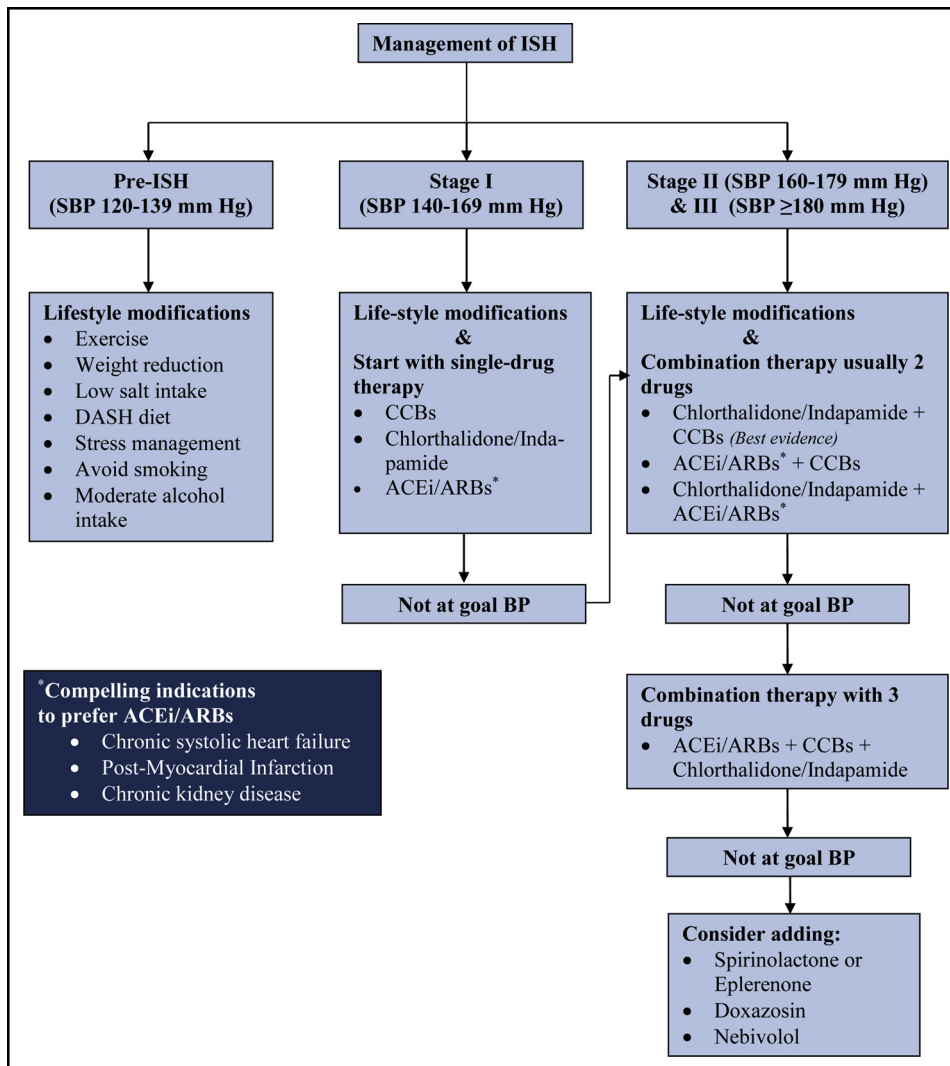 Management of ISH
Pre-ISH
(SBP 120-139 mm Hg)
Stage I
(SBP 140-169 mm Hg)
Stage II (SBP 160-179 mm Hg)
& III (SBP ≥180 mm Hg)
Lifestyle modifications
• Exercise
• Weight reduction
• Low salt intake
• DASH diet
• Stress management
• Avoid smoking
• Moderate alcohol
intake
Life-style modifications
&
Start with single-drug
therapy
• CCBs
• Chlorthalidone/Inda-
pamide
• ACEi/ARBs*
Not at goal BP
Life-style modifications
&
Combination therapy usually 2
drugs
• Chlorthalidone/Indapamide +
CCBs (Best evidence)
• ACEi/ARBs* + CCBs
• Chlorthalidone/Indapamide +
ACEi/ARBs*
Not at goal BP
Combination therapy with 3
drugs
• ACEi/ARBs + CCBs +
Chlorthalidone/Indapamide
Not at goal BP
Consider adding:
• Spirinolactone or
Eplerenone
• Doxazosin
• Nebivolol
*Compelling indications
to prefer ACEi/ARBs
• Chronic systolic heart failure
• Post-Myocardial Infarction
• Chronic kidney disease